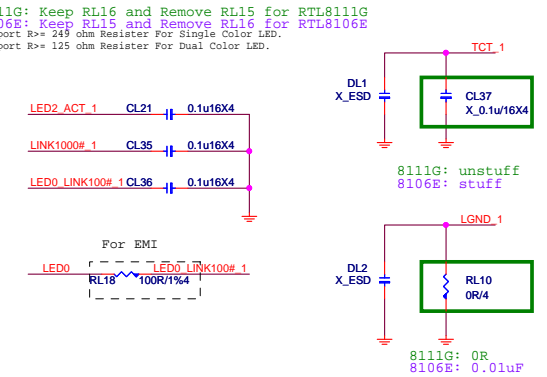 11G: Keep RL16 and Remove RL15 for RTL8111G
06E: Keep RL15 and Remove RL16 for RTL8106E
port R>= 249 ohm Resister For Single Color LED.
port R>= 125 ohm Resister For Dual Color LED.
TCT_1
DL1
X_ESD
CL37
X_0.1u/16X4
LED2_ACT_1 CL21 0.1u16X4
LINK1000#_1 CL35 0.1u16X4
LED0_LINK100#_1 CL36 0.1u16X4
8111G: unstuff
8106E: stuff
LGND_1
For EMI
LED0 LED0_LINK100#_1
RL18 100R/1%4
DL2
X_ESD
RL10
0R/4
8111G: 0R
8106E: 0.01uF